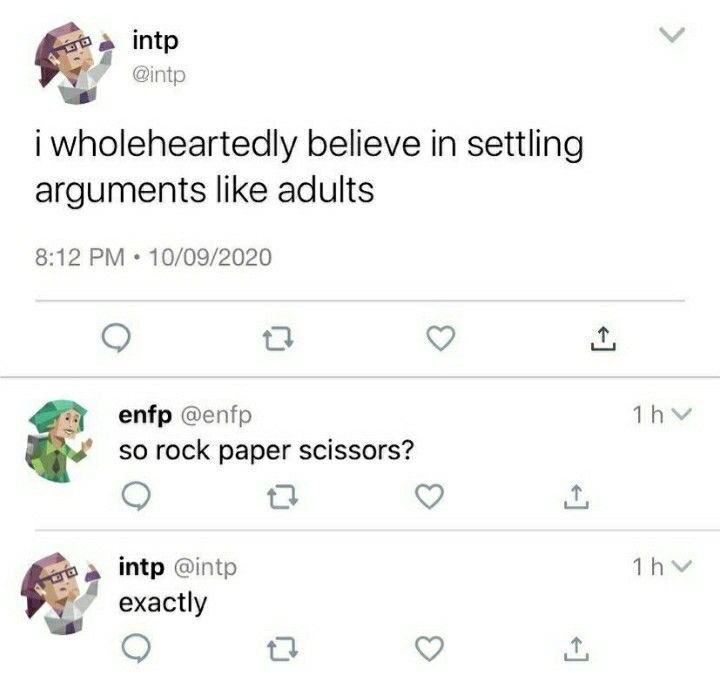 intp
@intp
i wholeheartedly believe in settling
arguments like adults
8:12 PM • 10/09/2020
enfp @enfp 1 h
so rock paper scissors?
intp @intp 1 h
exactly